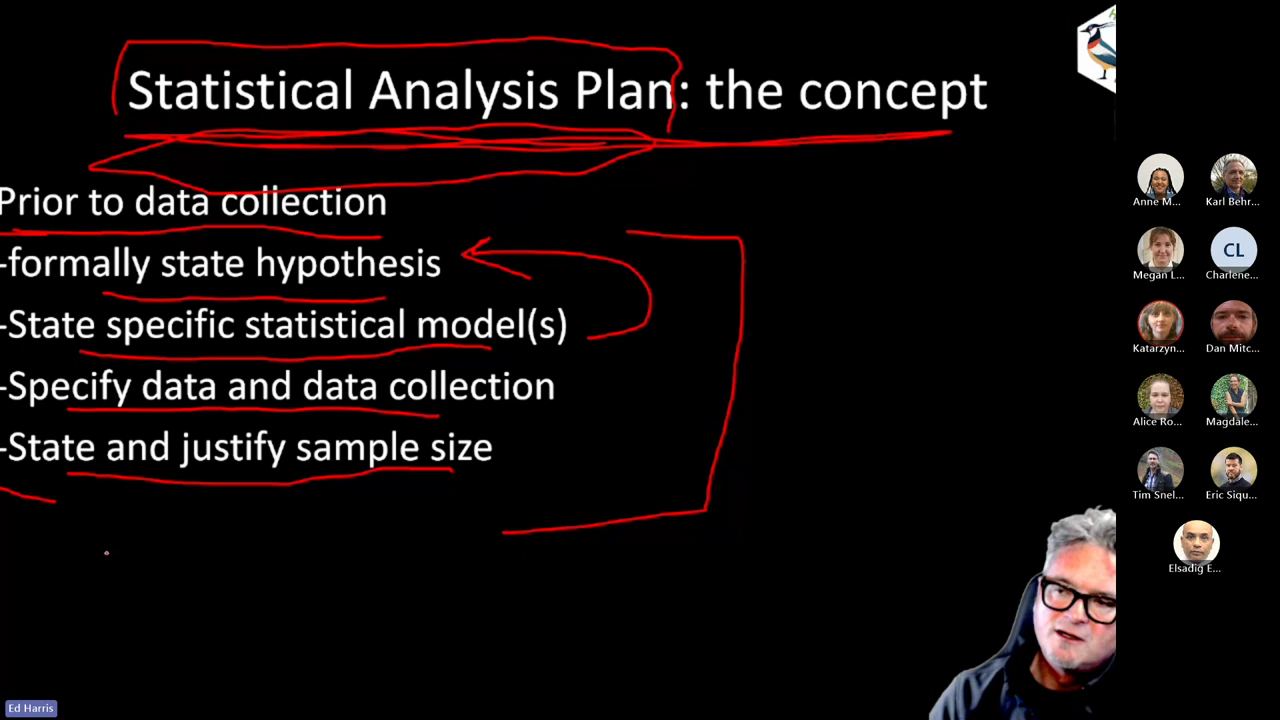 Statistical Analysis Plan: the concept
Prior to data collection
-formally state hypothesis
-State specific statistical model(s)
-Specify data and data collection
-State and justify sample size
Anne M...
Karl Behr...
Megan L...
CL
Charlene...
Katarzyn...
Dan Mitc...
Alice Ro...
Magdale...
Tim Snel...
Eric Siqu...
Elsadig E...
Ed Harris